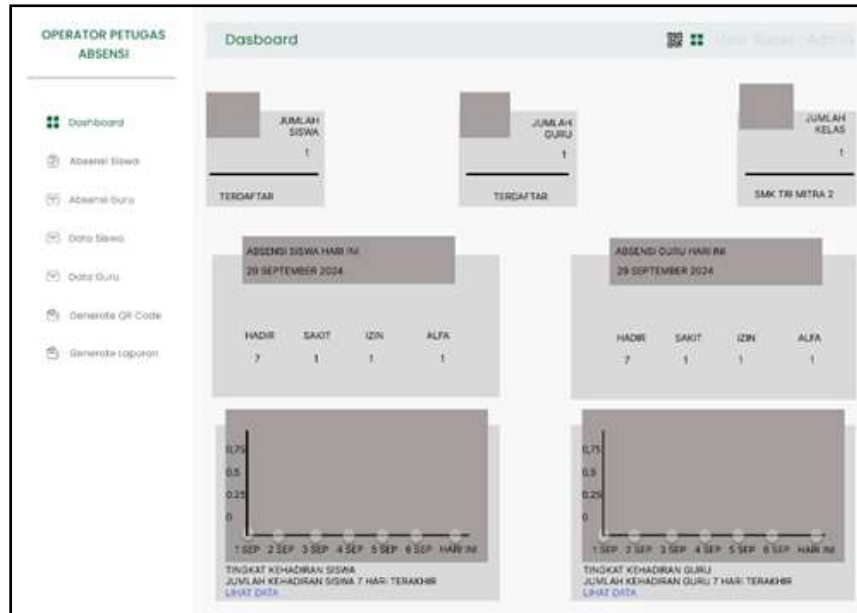 OPERATOR PETUGAS
ABSENSI
Dasboard
User Super Admin
Dashboard
Absensi Siswa
Absensi Guru
Data Siswa
Data Guru
Generate QR Code
Generate Laporan
JUMLAH
SISWA
1
TERDAFTAR
JUMLAH
GURU
1
TERDAFTAR
JUMLAH
KELAS
1
SMK TRI MITRA 2
ABSENSI SISWA HARI INI
29 SEPTEMBER 2024
HADIR SAKIT IZIN ALFA
7 1 1 1
ABSENSI GURU HARI INI
29 SEPTEMBER 2024
HADIR SAKIT IZIN ALFA
7 1 1 1
0,75
0,5
0,25
0
1 SEP 2 SEP 3 SEP 4 SEP 5 SEP 6 SEP HARI INI
TINGKAT KEHADIRAN SISWA
JUMLAH KEHADIRAN SISWA 7 HARI TERAKHIR
LIHAT DATA
0,75
0,5
0,25
0
1 SEP 2 SEP 3 SEP 4 SEP 5 SEP 6 SEP HARI INI
TINGKAT KEHADIRAN GURU
JUMLAH KEHADIRAN GURU 7 HARI TERAKHIR
LIHAT DATA